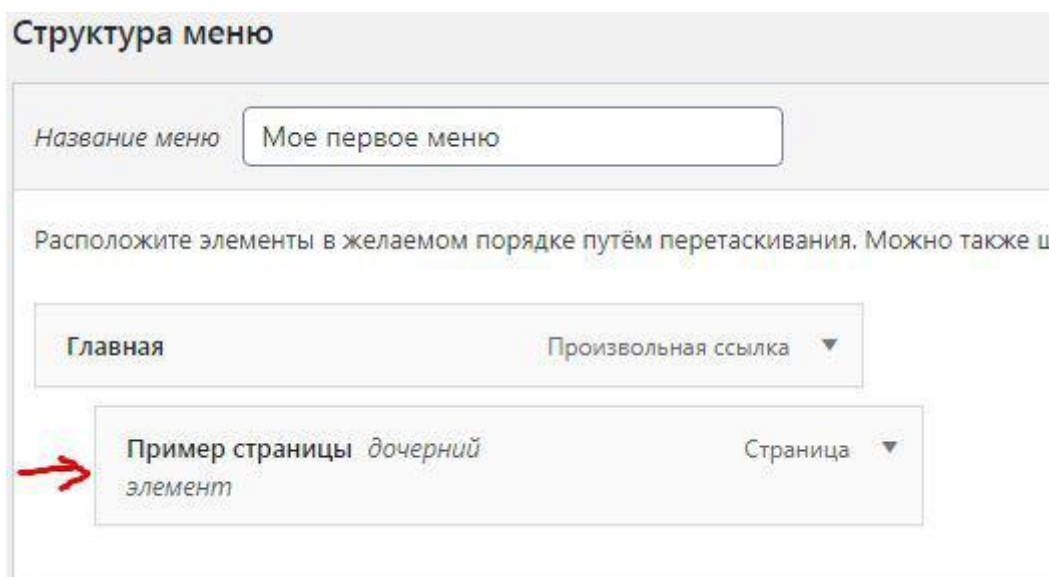 Структура меню
Название меню Мое первое меню
Расположите элементы в желаемом порядке путём перетаскивания. Можно также
Главная Произвольная ссылка
Пример страницы дочерний Страница
элемент